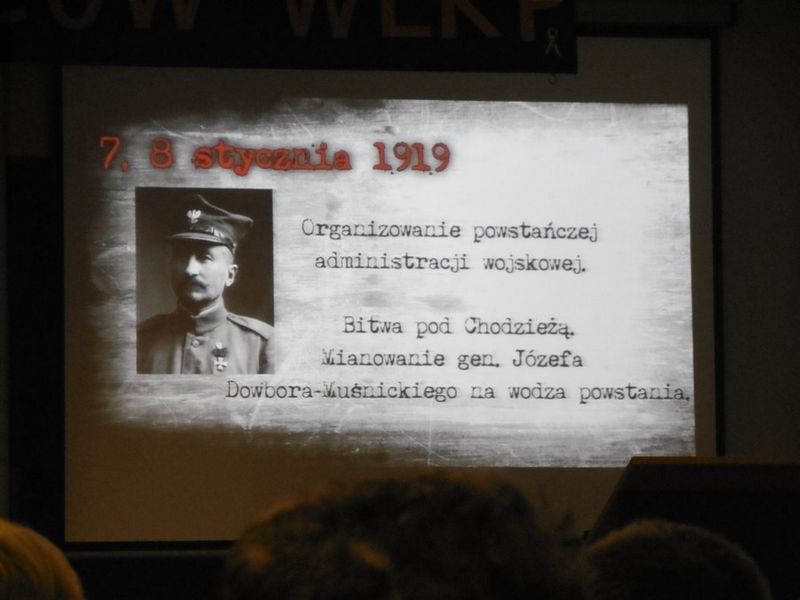 WLKP
7, 8 stycznia 1919
Organizowanie powstańczej
administracji wojskowej.
Bitwa pod Chodzieżą.
Mianowanie gen. Józefa
Dowbora-Muśnickiego na wodza powstania.